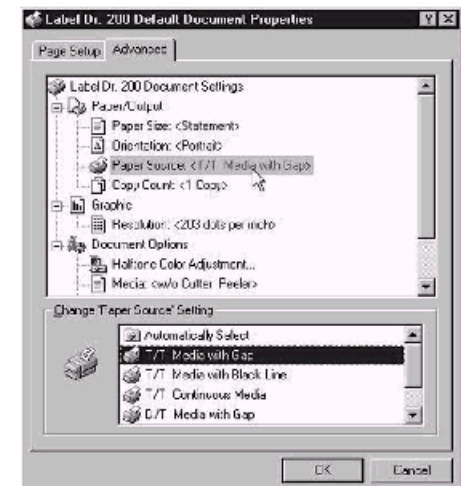 Label Dr. 200 Default Document Properties
Page Setup Advanced
Label Dr. 200 Document Settings
Paper/Output
Paper Size: <Statement>
Orientation: <Portrait>
Paper Source: <T/T Media with Gap>
Copy Count: <1 Copy>
Graphic
Resolution: <203 dots per inch>
Document Options
Halftone Color Adjustment...
Media: <w/o Cutter Peeler>
Change 'Paper Source' Setting
Automatically Select
T/T Media with Gap
T/T Media with Black Line
T/T Continuous Media
D/T Media with Gap
OK Cancel